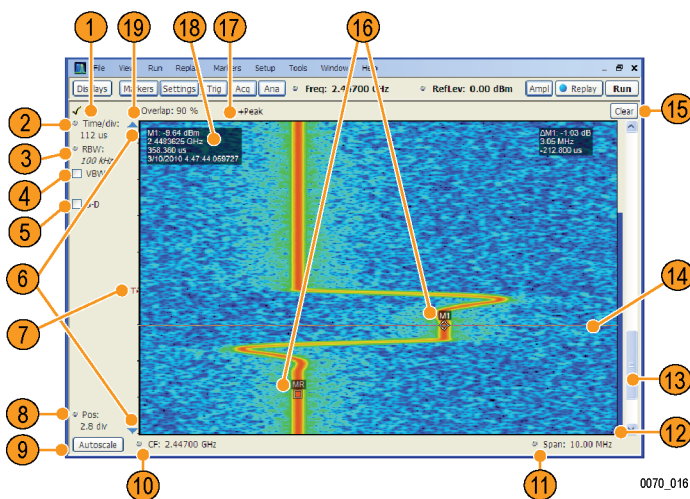 1 19 18 17 16
File View Run Replay Markers Setup Tools Window Help
Displays Markers Settings Trig Acq Ana Freq: 2.44700 GHz RefLev: 0.00 dBm Ampl Replay Run
Overlap: 90 % +Peak Clear
15
2 Time/div:
112 us
3 RBW:
100 kHz
4 VBW
5 3-D
6
7 T
M1: -9.64 dBm
2.4483625 GHz
358.360 us
3/10/2010 4:47:44.059727
ΔM1: -1.03 dB
3.05 MHz
-212.800 us
M1
14
MR
13
8 Pos:
2.8 div
12
9 Autoscale CF: 2.44700 GHz Span: 10.00 MHz
10 11
0070_016